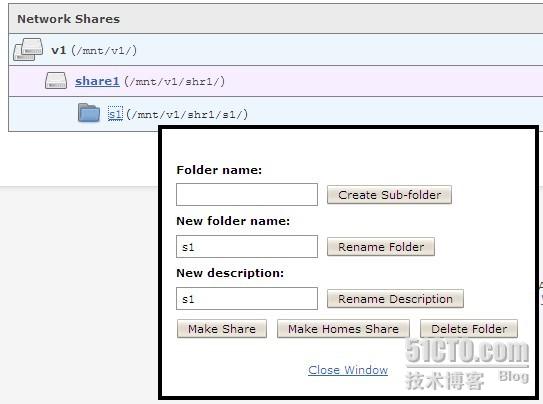 Network Shares
v1 (/mnt/v1/)
share1 (/mnt/v1/shr1/)
s1 (/mnt/v1/shr1/s1/)
Folder name:
Create Sub-folder
New folder name:
s1 Rename Folder
New description:
s1 Rename Description
Make Share Make Homes Share Delete Folder
Close Window
51CTO.com
技术博客 Blog